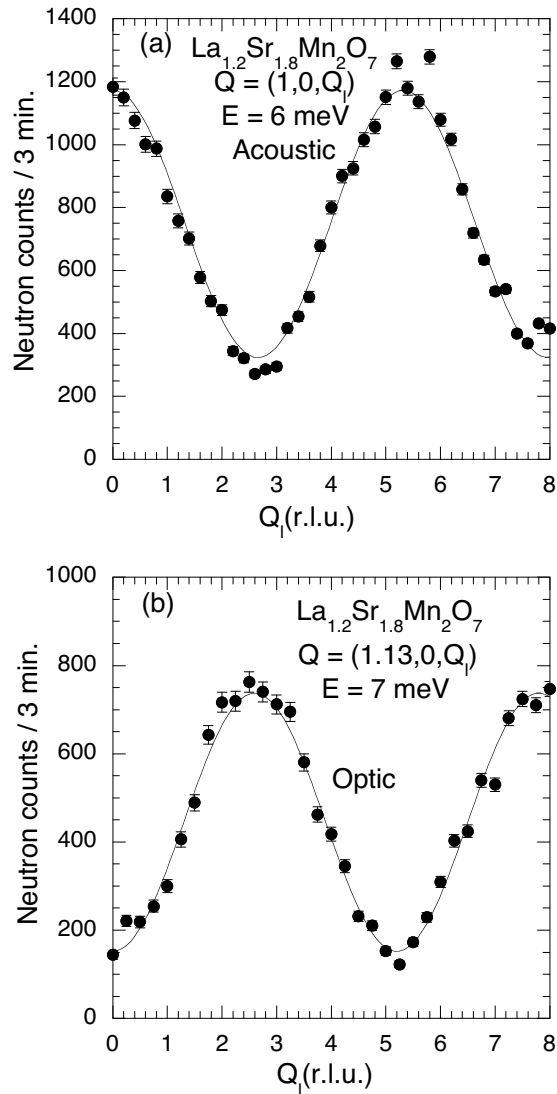 (a)
La₁.₂Sr₁.₈Mn₂O₇
Q = (1,0,Qₗ)
E = 6 meV
Acoustic
Neutron counts / 3 min.
1400
1200
1000
800
600
400
200
0
0 1 2 3 4 5 6 7 8
Qₗ(r.l.u.)
(b)
La₁.₂Sr₁.₈Mn₂O₇
Q = (1.13,0,Qₗ)
E = 7 meV
Optic
Neutron counts / 3 min.
1000
800
600
400
200
0
0 1 2 3 4 5 6 7 8
Qₗ(r.l.u.)